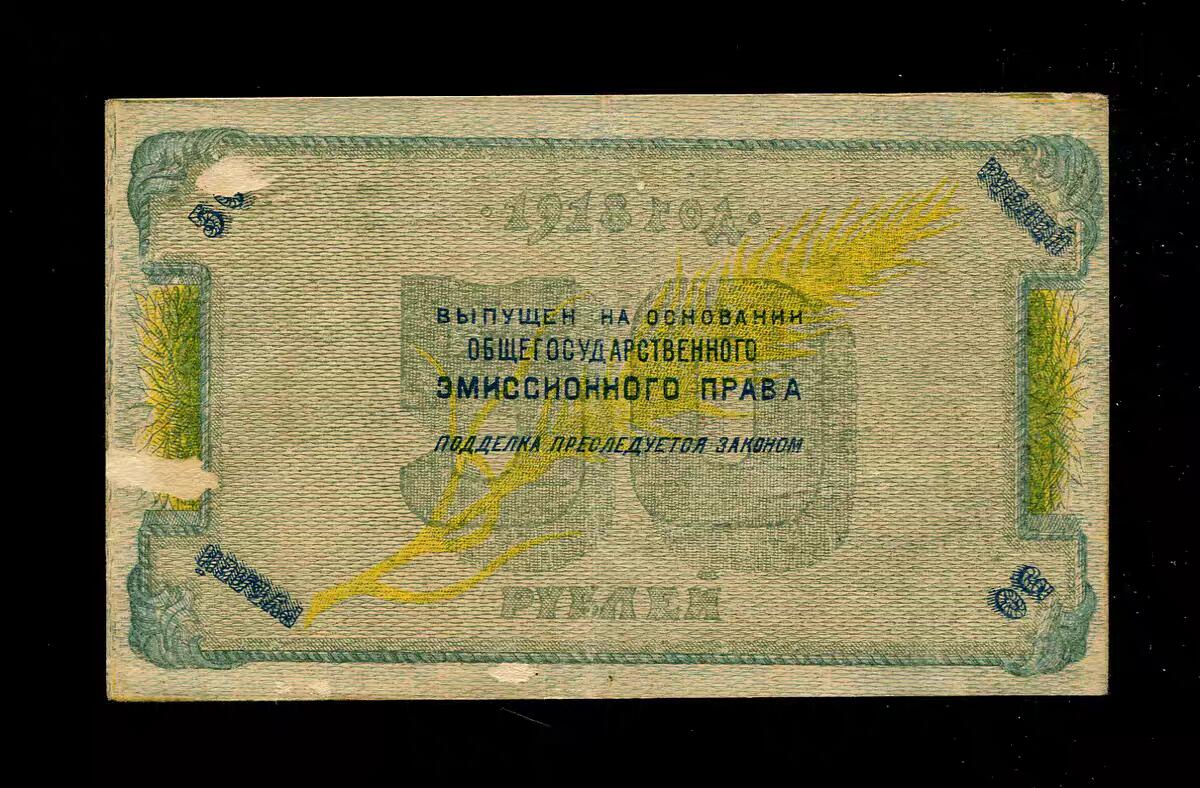 · 1918 ГОД ·
РУБЛЕЙ
50
ВЫПУЩЕН НА ОСНОВАНИИ
ОБЩЕГОСУДАРСТВЕННОГО
ЭМИССИОННОГО ПРАВА
ПОДДЕЛКА ПРЕСЛЕДУЕТСЯ ЗАКОНОМ
РУБЛЕЙ
50
РУБЛЕЙ